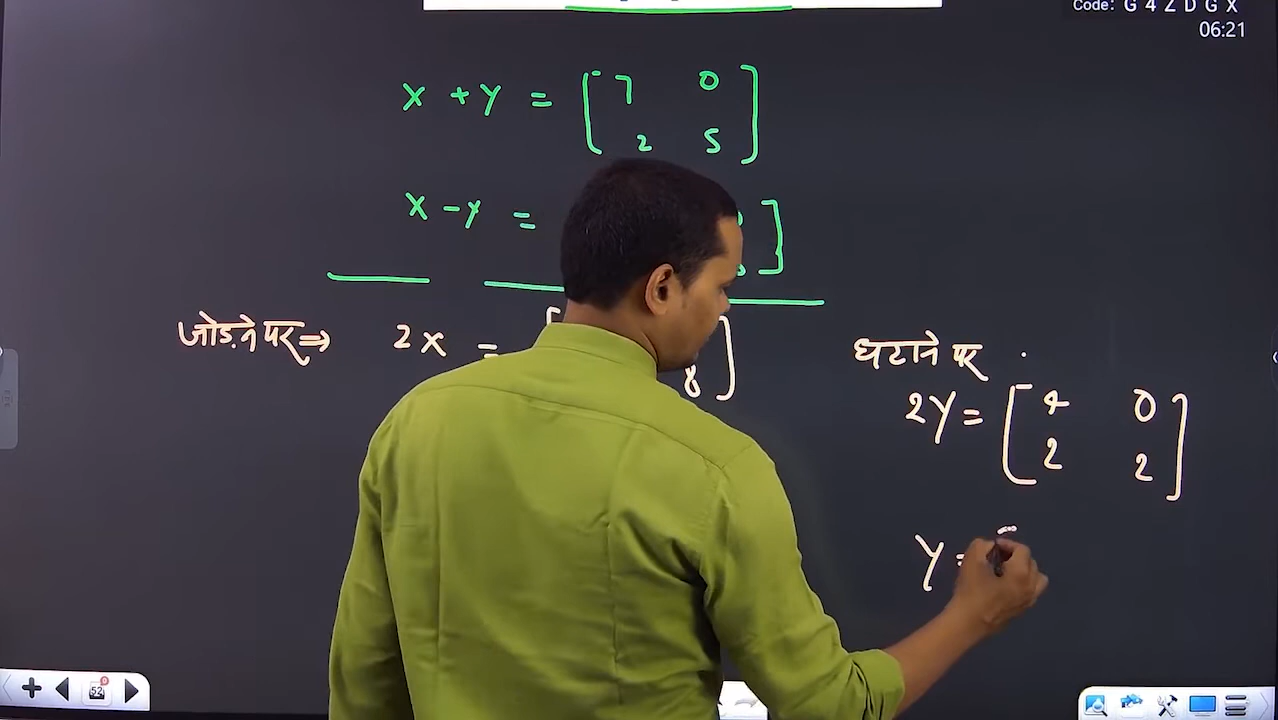 Code: G 4 Z D G X
06:21
x + y = [ 7 0
2 5 ]
x - y = ]
जोड़ने पर ⇒ 2x = [ ]
8
घटाने पर
2Y = [ 4 0
2 2 ]
y =
52